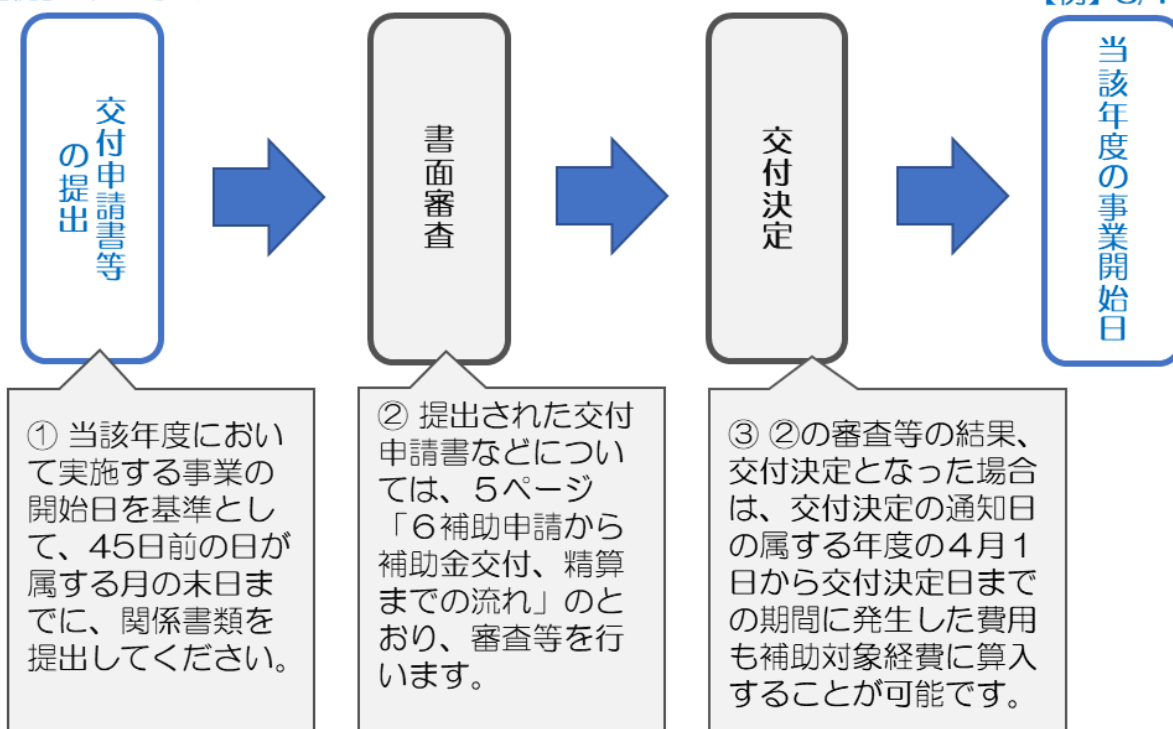 交付申請書等
の提出
書面審査
交付決定
当該年度の事業開始日
① 当該年度におい
て実施する事業の
開始日を基準とし
て、45日前の日が
属する月の末日ま
でに、関係書類を
提出してください。
② 提出された交付
申請書などについ
ては、5ページ
「6補助申請から
補助金交付、精算
までの流れ」のと
おり、審査等を行
います。
③ ②の審査等の結果、
交付決定となった場合
は、交付決定の通知日
の属する年度の4月1
日から交付決定日まで
の期間に発生した費用
も補助対象経費に算入
することが可能です。